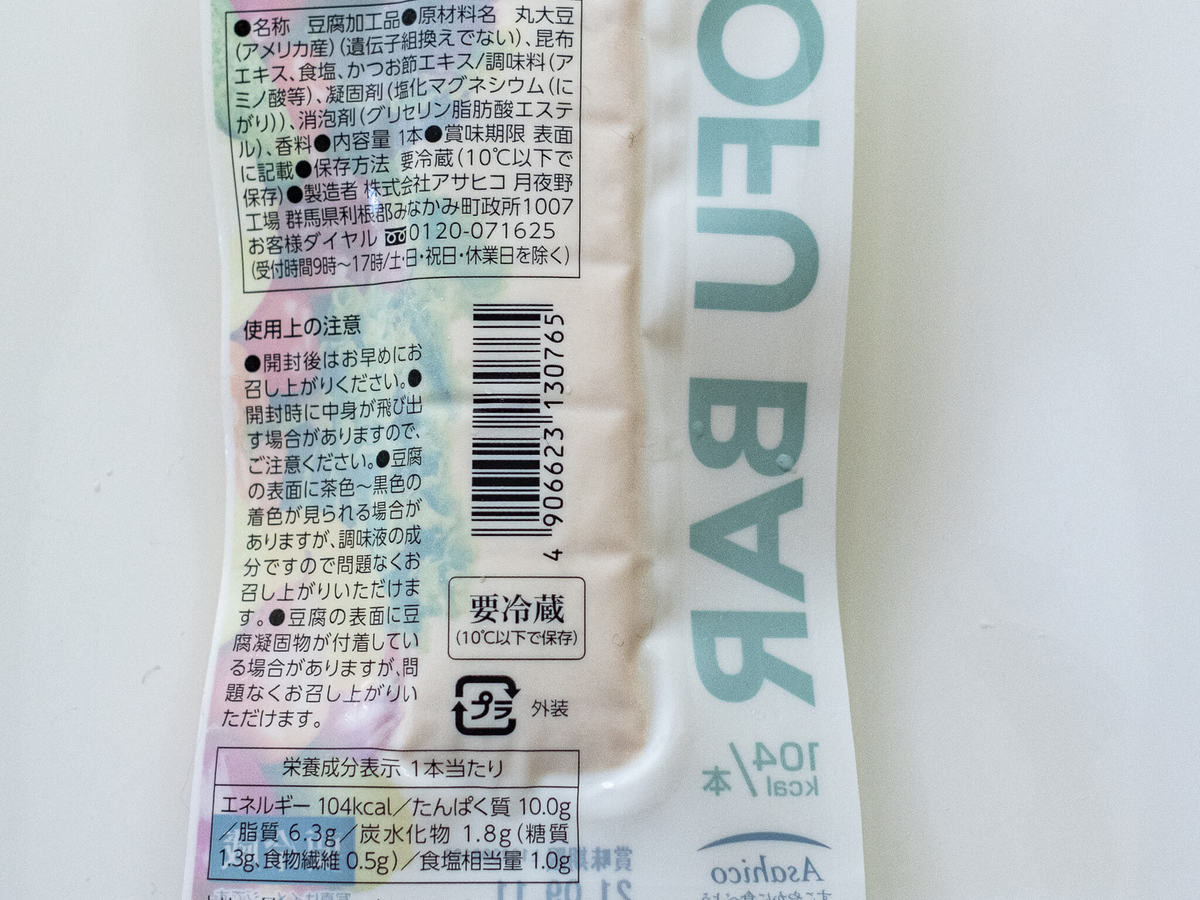 ●名称 豆腐加工品●原材料名 丸大豆
(アメリカ産)(遺伝子組換えでない)、昆布
エキス、食塩、かつお節エキス/調味料(ア
ミノ酸等)、凝固剤(塩化マグネシウム(に
がり))、消泡剤(グリセリン脂肪酸エステ
ル)、香料●内容量 1本●賞味期限 表面
に記載●保存方法 要冷蔵(10℃以下で
保存)●製造者 株式会社アサヒコ 月夜野
工場 群馬県利根郡みなかみ町政所1007
お客様ダイヤル 0120-071625
(受付時間9時～17時/土・日・祝日・休業日を除く)
使用上の注意
●開封後はお早めにお
召し上がりください。●
開封時に中身が飛び出
す場合がありますので、
ご注意ください。●豆腐
の表面に茶色～黒色の
着色が見られる場合が
ありますが、調味液の成
分ですので問題なくお
召し上がりいただけま
す。●豆腐の表面に豆
腐凝固物が付着してい
る場合がありますが、問
題なくお召し上がりい
ただけます。
4 906623 130765
要冷蔵
(10℃以下で保存)
プラ 外装
栄養成分表示 1本当たり
エネルギー 104kcal/たんぱく質 10.0g
/脂質 6.3g/炭水化物 1.8g(糖質
1.3g、食物繊維 0.5g)/食塩相当量 1.0g
OFU BAR
104kcal/本
Asahico
賞味期限
21.09.11